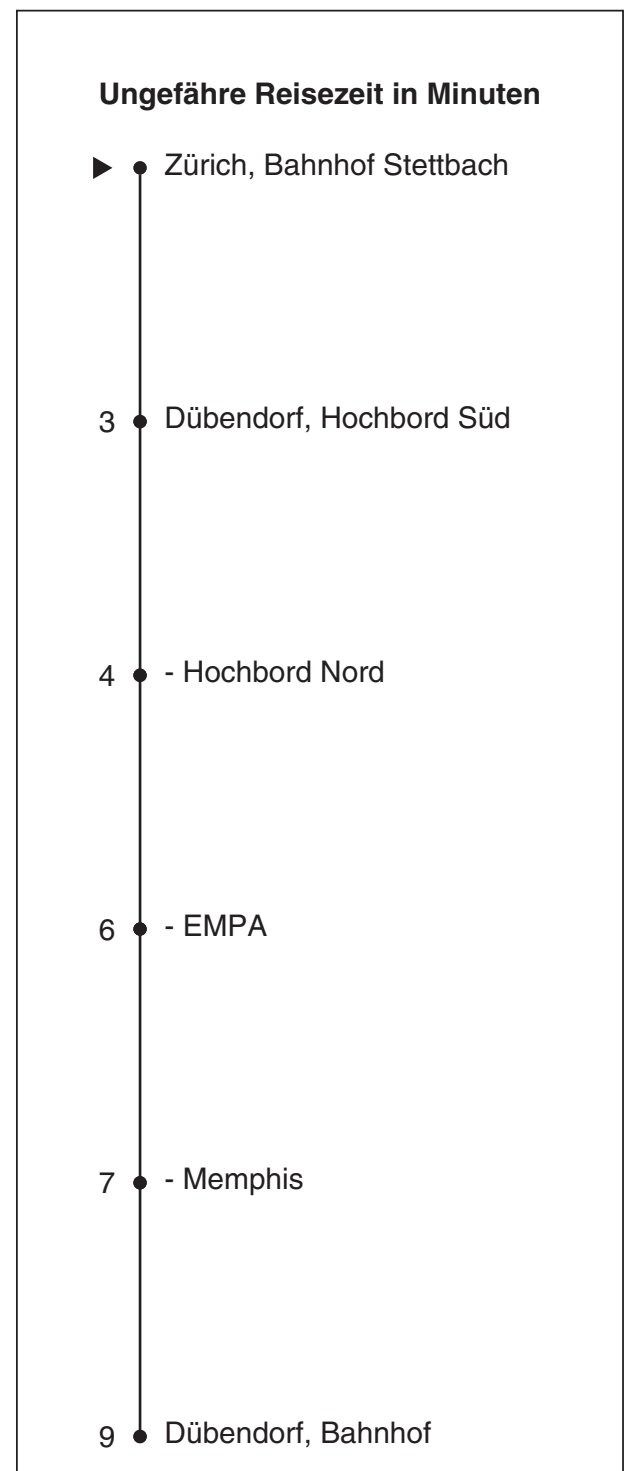 Ungefähre Reisezeit in Minuten
Zürich, Bahnhof Stettbach
3 Dübendorf, Hochbord Süd
4 - Hochbord Nord
6 - EMPA
7 - Memphis
9 Dübendorf, Bahnhof